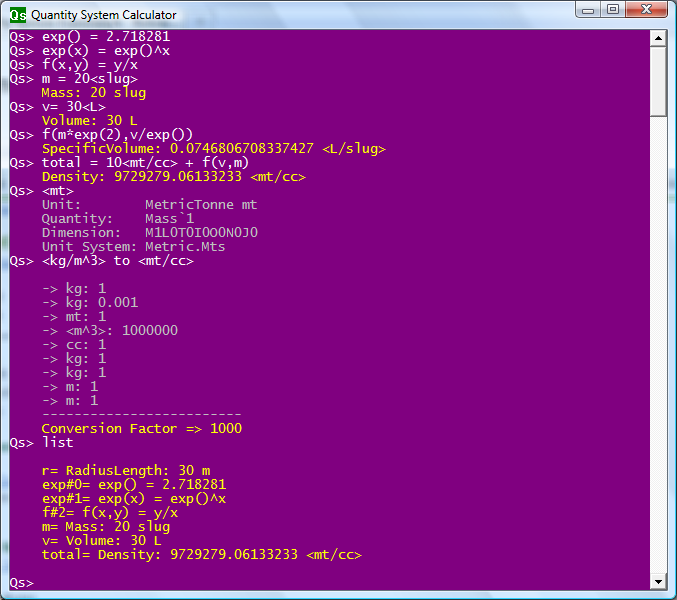 Qs Quantity System Calculator
Qs> exp() = 2.718281
Qs> exp(x) = exp()^x
Qs> f(x,y) = y/x
Qs> m = 20<slug>
Mass: 20 slug
Qs> v= 30<L>
Volume: 30 L
Qs> f(m*exp(2),v/exp())
SpecificVolume: 0.0746806708337427 <L/slug>
Qs> total = 10<mt/cc> + f(v,m)
Density: 9729279.06133233 <mt/cc>
Qs> <mt>
Unit: MetricTonne mt
Quantity: Mass`1
Dimension: M1L0T0I0O0N0J0
Unit System: Metric.Mts
Qs> <kg/m^3> to <mt/cc>
-> kg: 1
-> kg: 0.001
-> mt: 1
-> <m^3>: 1000000
-> cc: 1
-> kg: 1
-> kg: 1
-> m: 1
-> m: 1
-------------------------
Conversion Factor => 1000
Qs> list
r= RadiusLength: 30 m
exp#0= exp() = 2.718281
exp#1= exp(x) = exp()^x
f#2= f(x,y) = y/x
m= Mass: 20 slug
v= Volume: 30 L
total= Density: 9729279.06133233 <mt/cc>
Qs>